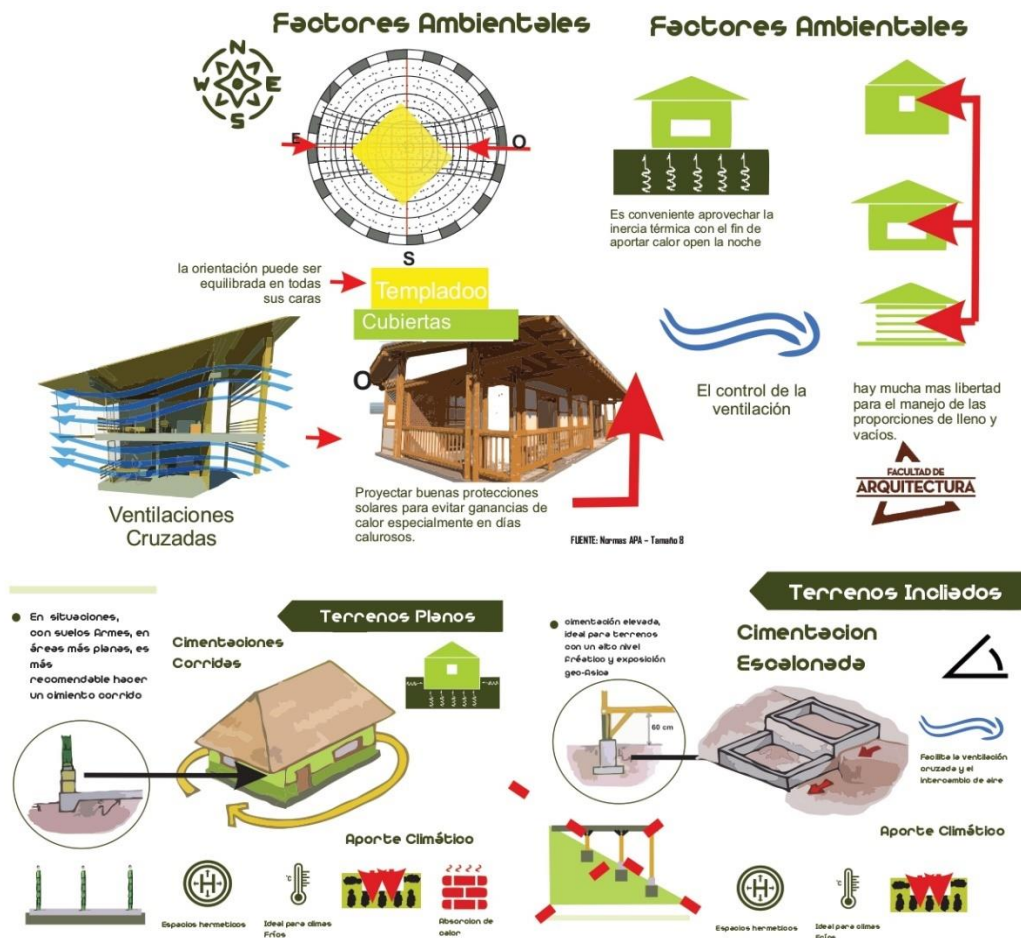 Factores Ambientales
N
W
E
S
E
O
S
la orientación puede ser
equilibrada en todas
sus caras
Templadoo
Cubiertas
O
Ventilaciones
Cruzadas
Proyectar buenas protecciones
solares para evitar ganancias de
calor especialmente en días
calurosos.
FUENTE: Normas APA – Tamaño 8
Factores Ambientales
Es conveniente aprovechar la
inercia térmica con el fin de
aportar calor open la noche
El control de la
ventilación
hay mucha mas libertad
para el manejo de las
proporciones de lleno y
vacíos.
FACULTAD DE
ARQUITECTURA
Terrenos Planos
En situaciones,
con suelos firmes, en
áreas más planas, es
más
recomendable hacer
un cimiento corrido
Cimentaciones
Corridas
Aporte Climático
H
Espacios hermeticos
°C
Ideal para climas
Fríos
Absorcion de
calor
Terrenos Incliados
cimentación elevada,
ideal para terrenos
con un alto nivel
freático y exposición
geo-física
60 cm
Cimentacion
Escalonada
Facilita la ventilación
cruzada y el
intercambio de aire
Aporte Climático
H
Espacios hermeticos
°C
Ideal para climas
Fríos